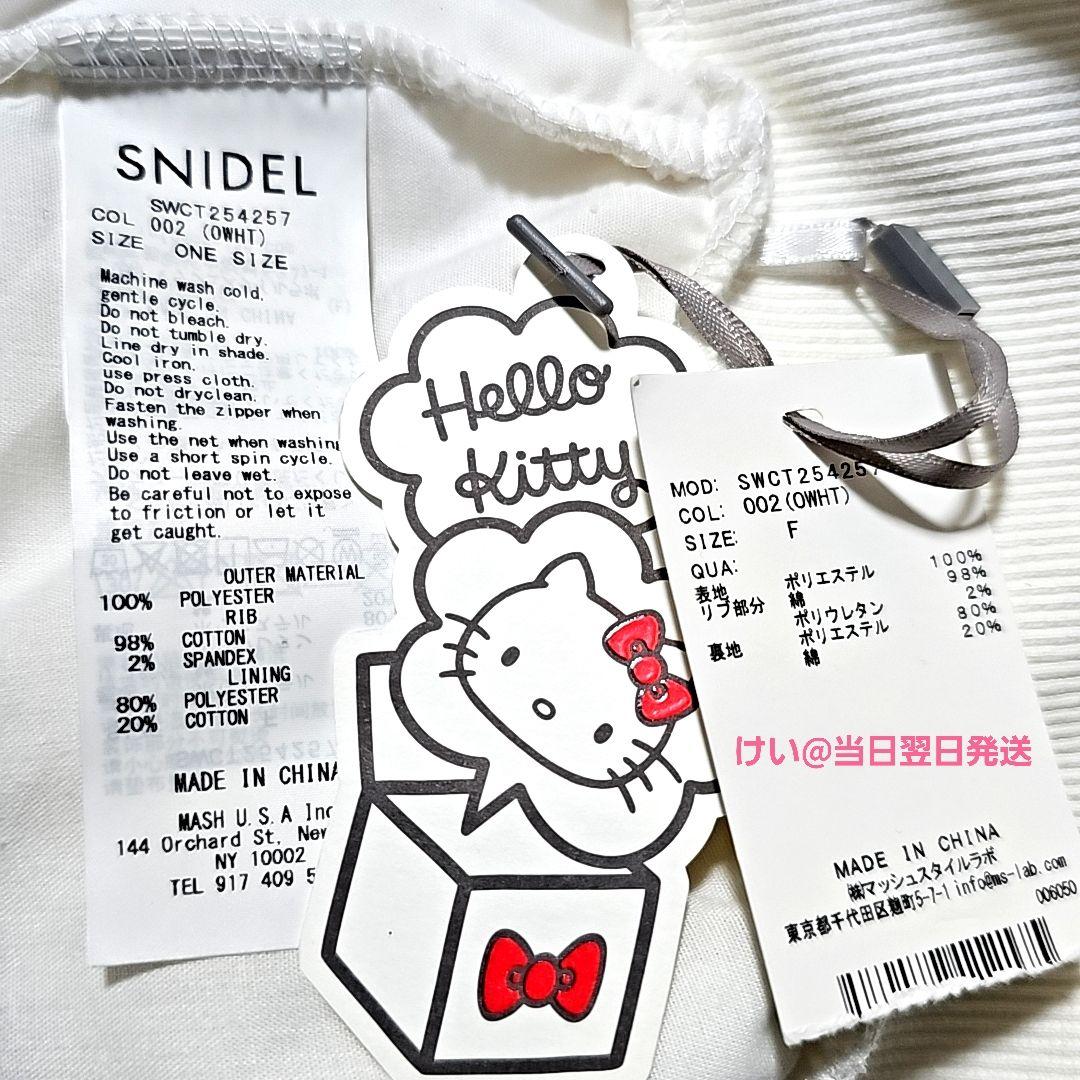 SNIDEL
SWCT254257
COL 002 (OWHT)
SIZE ONE SIZE
Machine wash cold.
gentle cycle.
Do not bleach.
Do not tumble dry.
Line dry in shade.
Cool iron.
use press cloth.
Do not dryclean.
Fasten the zipper when
washing.
Use the net when washing
Use a short spin cycle.
Do not leave wet.
Be careful not to expose
to friction or let it
get caught.
OUTER MATERIAL
100% POLYESTER
RIB
98% COTTON
2% SPANDEX
LINING
80% POLYESTER
20% COTTON
MADE IN CHINA
MASH U.S.A Inc
144 Orchard St, New
NY 10002
TEL 917 409 5
Hello
Kitty
MOD: SWCT254257
COL: 002(OWHT)
SIZE: F
QUA:
表地 ポリエステル 100%
リブ部分 綿 98%
ポリウレタン 2%
裏地 ポリエステル 80%
綿 20%
けい@当日翌日発送
MADE IN CHINA
㈱マッシュスタイルラボ
東京都千代田区麹町5-7-1 info@ms-lab.com
006050